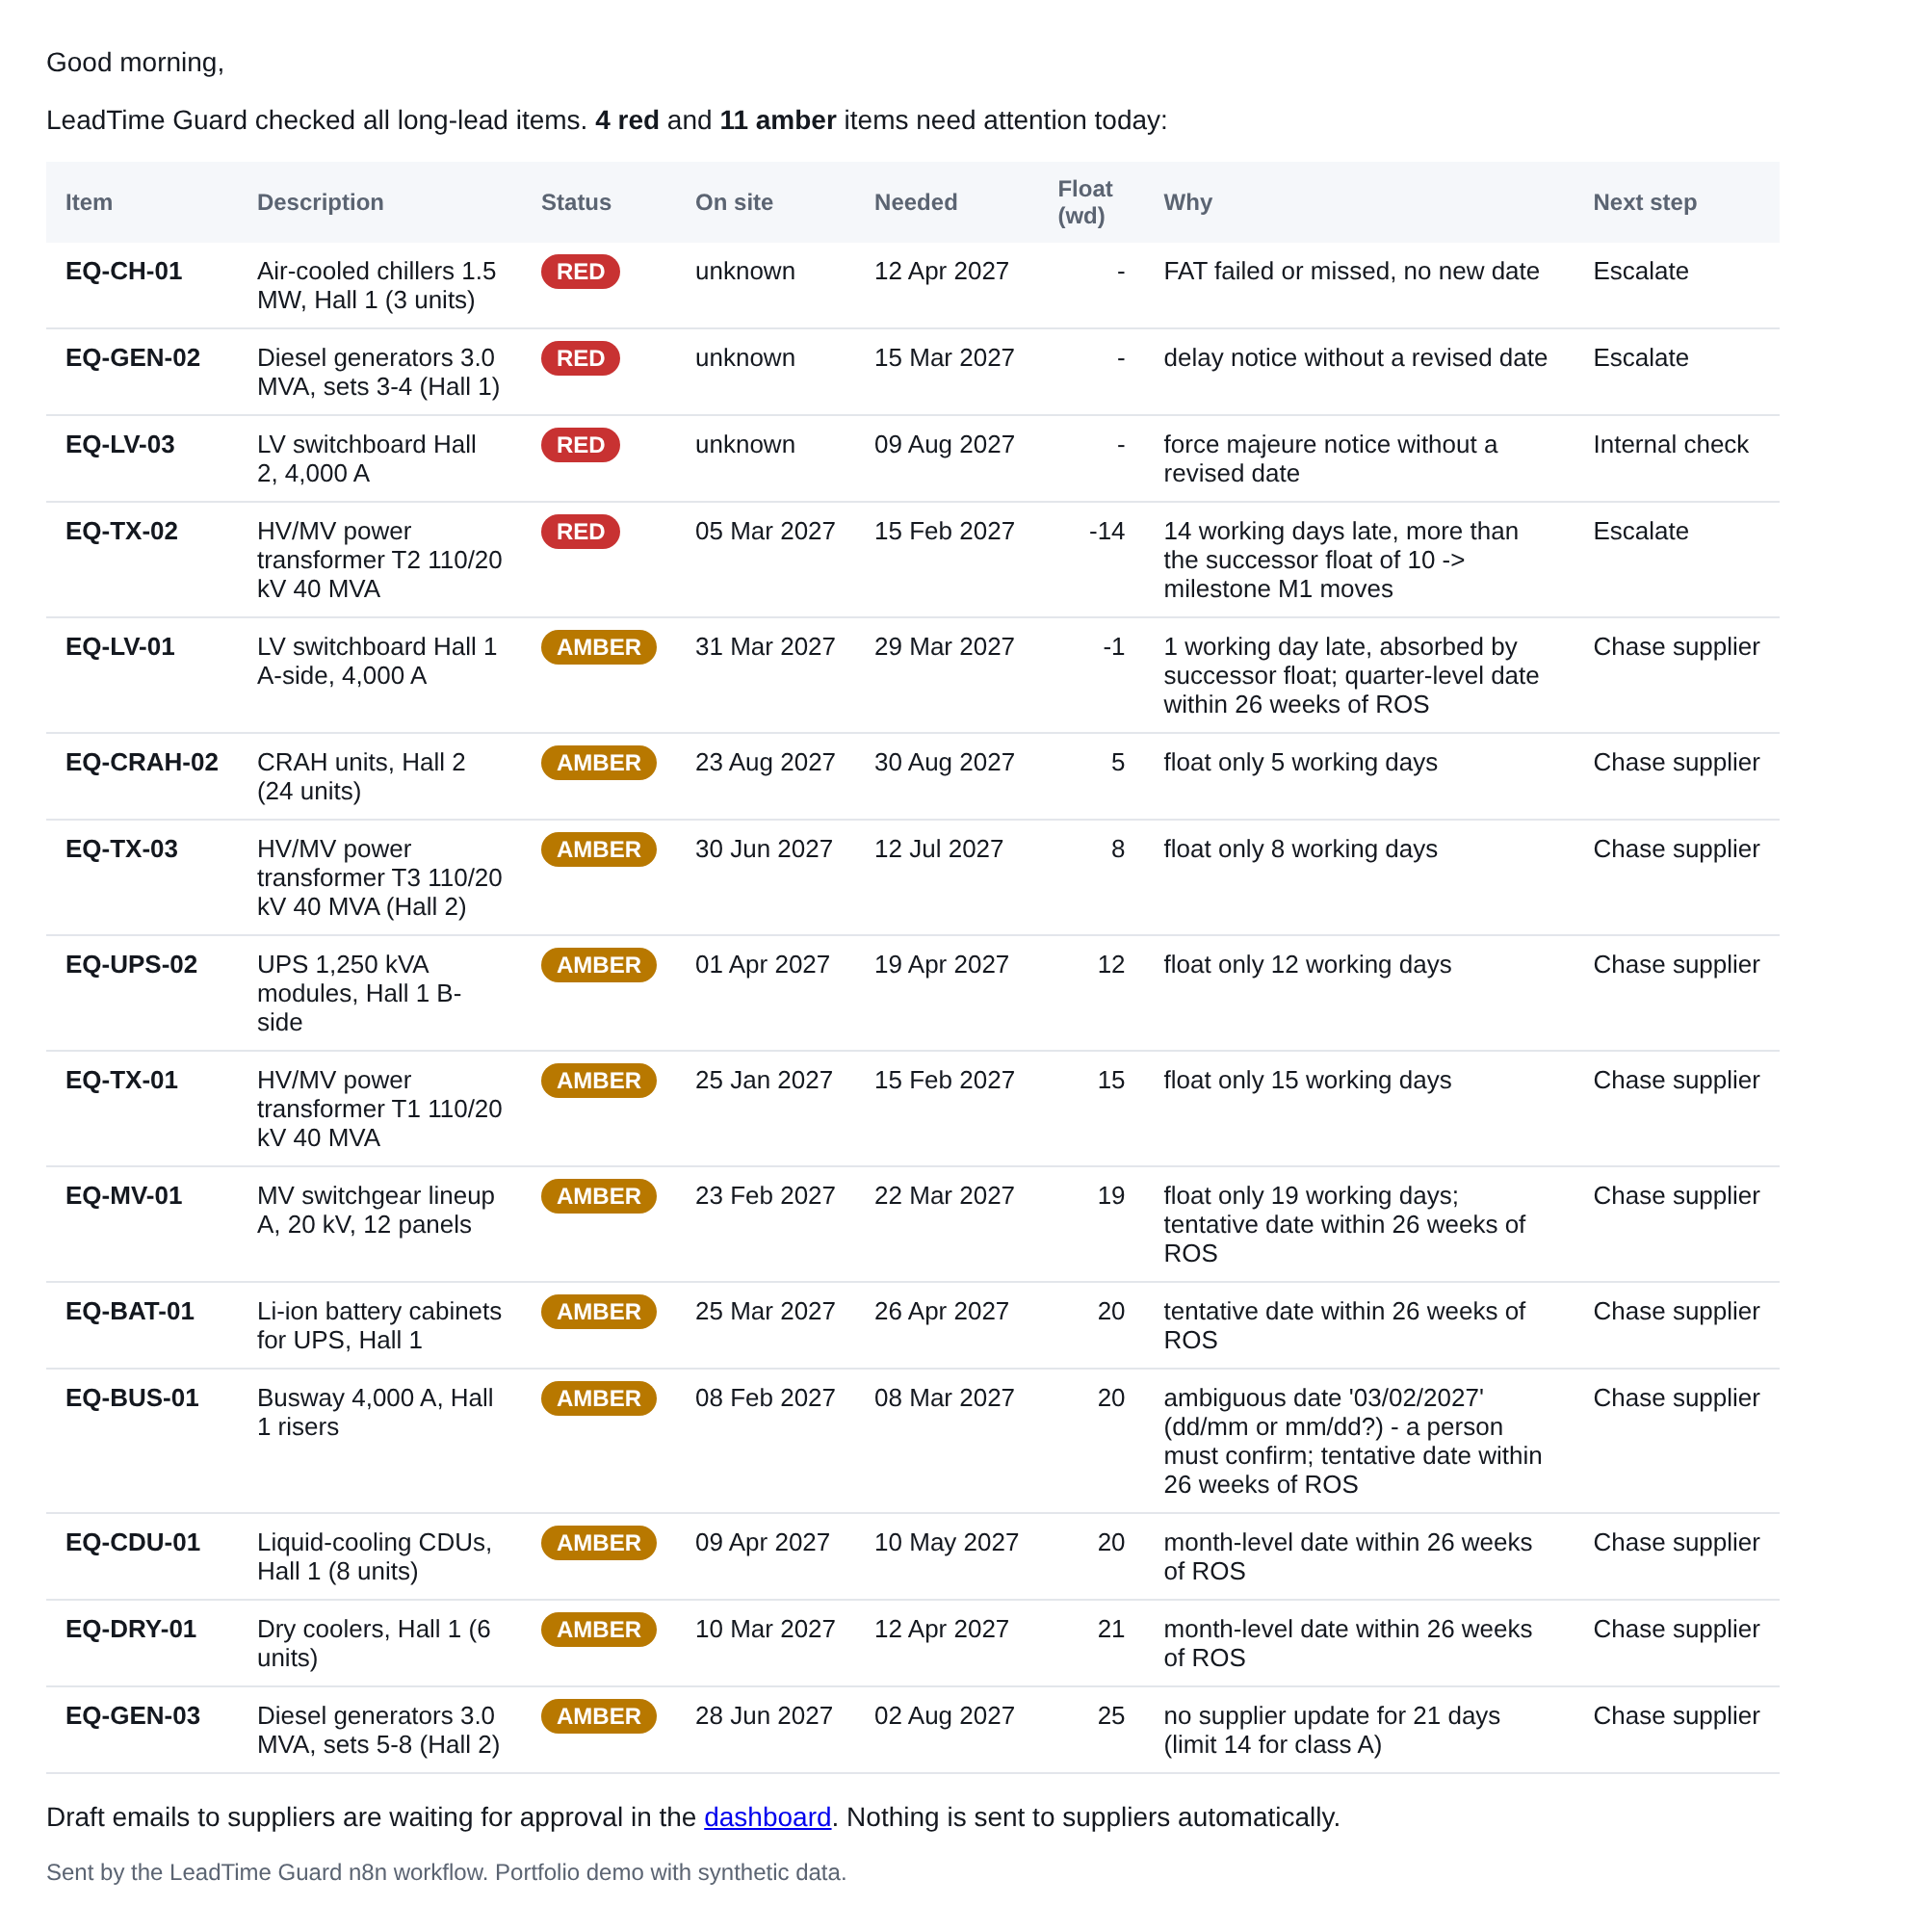 Good morning,
LeadTime Guard checked all long-lead items. 4 red and 11 amber items need attention today:
Item Description Status On site Needed Float (wd) Why Next step
EQ-CH-01 Air-cooled chillers 1.5 MW, Hall 1 (3 units) RED unknown 12 Apr 2027 - FAT failed or missed, no new date Escalate
EQ-GEN-02 Diesel generators 3.0 MVA, sets 3-4 (Hall 1) RED unknown 15 Mar 2027 - delay notice without a revised date Escalate
EQ-LV-03 LV switchboard Hall 2, 4,000 A RED unknown 09 Aug 2027 - force majeure notice without a revised date Internal check
EQ-TX-02 HV/MV power transformer T2 110/20 kV 40 MVA RED 05 Mar 2027 15 Feb 2027 -14 14 working days late, more than the successor float of 10 -> milestone M1 moves Escalate
EQ-LV-01 LV switchboard Hall 1 A-side, 4,000 A AMBER 31 Mar 2027 29 Mar 2027 -1 1 working day late, absorbed by successor float; quarter-level date within 26 weeks of ROS Chase supplier
EQ-CRAH-02 CRAH units, Hall 2 (24 units) AMBER 23 Aug 2027 30 Aug 2027 5 float only 5 working days Chase supplier
EQ-TX-03 HV/MV power transformer T3 110/20 kV 40 MVA (Hall 2) AMBER 30 Jun 2027 12 Jul 2027 8 float only 8 working days Chase supplier
EQ-UPS-02 UPS 1,250 kVA modules, Hall 1 B-side AMBER 01 Apr 2027 19 Apr 2027 12 float only 12 working days Chase supplier
EQ-TX-01 HV/MV power transformer T1 110/20 kV 40 MVA AMBER 25 Jan 2027 15 Feb 2027 15 float only 15 working days Chase supplier
EQ-MV-01 MV switchgear lineup A, 20 kV, 12 panels AMBER 23 Feb 2027 22 Mar 2027 19 float only 19 working days; tentative date within 26 weeks of ROS Chase supplier
EQ-BAT-01 Li-ion battery cabinets for UPS, Hall 1 AMBER 25 Mar 2027 26 Apr 2027 20 tentative date within 26 weeks of ROS Chase supplier
EQ-BUS-01 Busway 4,000 A, Hall 1 risers AMBER 08 Feb 2027 08 Mar 2027 20 ambiguous date '03/02/2027' (dd/mm or mm/dd?) - a person must confirm; tentative date within 26 weeks of ROS Chase supplier
EQ-CDU-01 Liquid-cooling CDUs, Hall 1 (8 units) AMBER 09 Apr 2027 10 May 2027 20 month-level date within 26 weeks of ROS Chase supplier
EQ-DRY-01 Dry coolers, Hall 1 (6 units) AMBER 10 Mar 2027 12 Apr 2027 21 month-level date within 26 weeks of ROS Chase supplier
EQ-GEN-03 Diesel generators 3.0 MVA, sets 5-8 (Hall 2) AMBER 28 Jun 2027 02 Aug 2027 25 no supplier update for 21 days (limit 14 for class A) Chase supplier
Draft emails to suppliers are waiting for approval in the dashboard. Nothing is sent to suppliers automatically.
Sent by the LeadTime Guard n8n workflow. Portfolio demo with synthetic data.